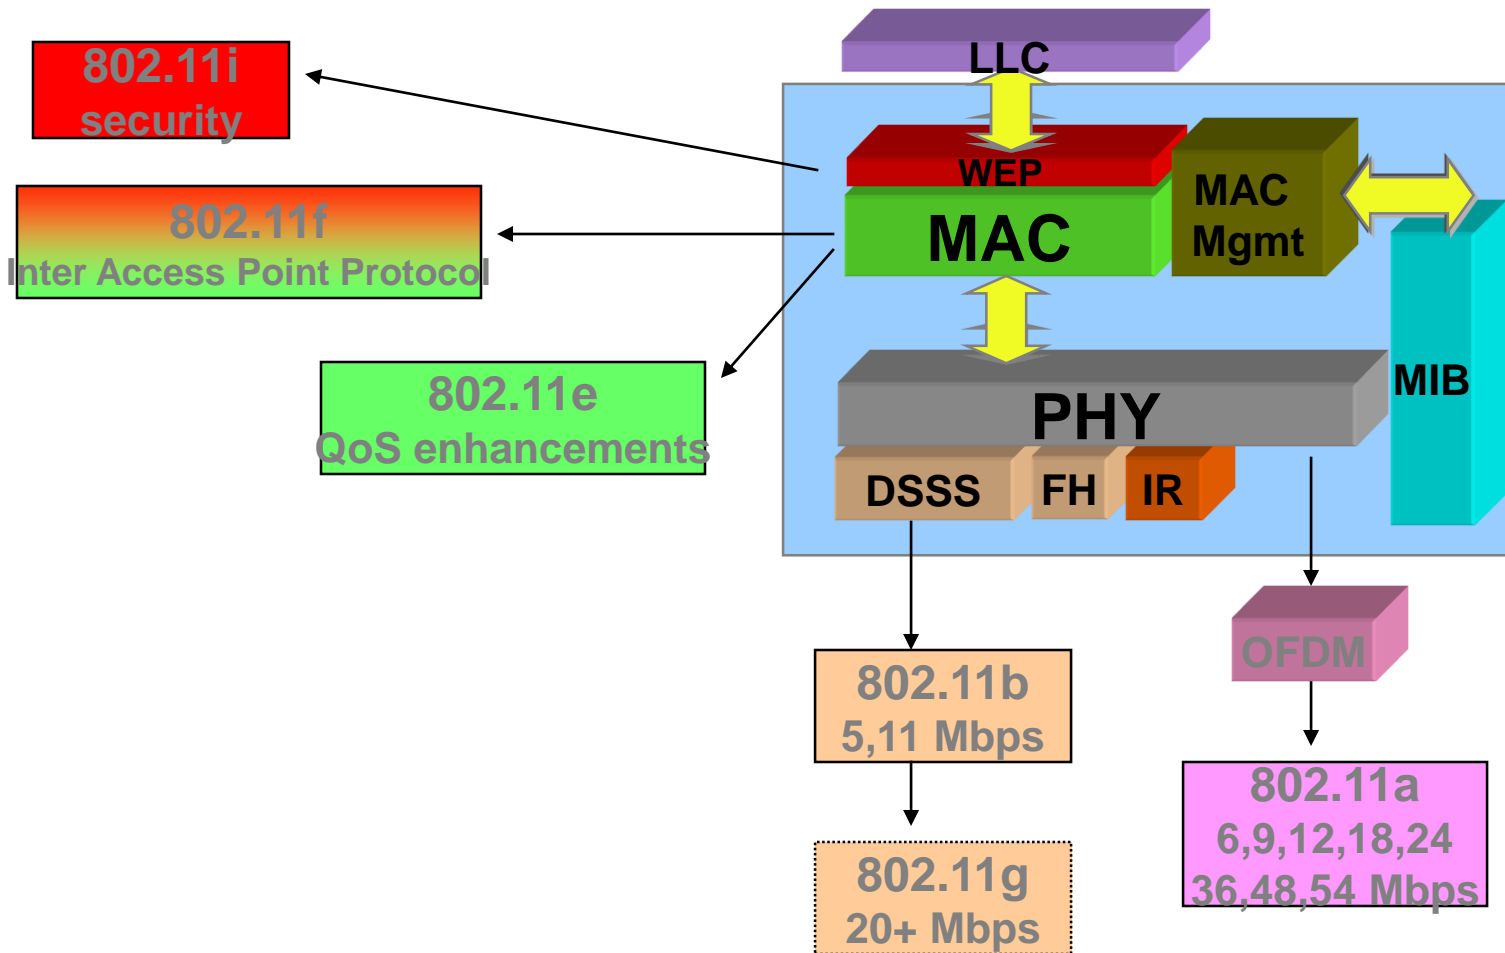 LLC
802.11i
security
WEP
MAC
MAC
Mgmt
802.11f
Inter Access Point Protocol
802.11e
QoS enhancements
PHY
MIB
DSSS
FH
IR
OFDM
802.11b
5,11 Mbps
802.11a
6,9,12,18,24
36,48,54 Mbps
802.11g
20+ Mbps